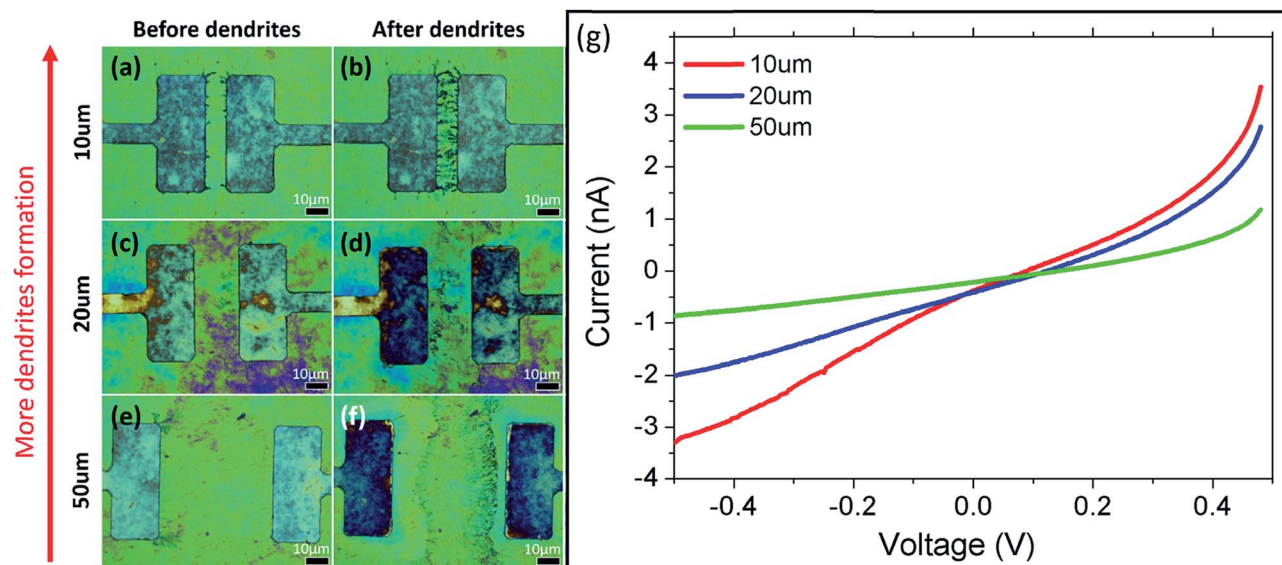 Before dendrites
After dendrites
More dendrites formation
10um
(a)
10μm
(b)
10μm
20um
(c)
10μm
(d)
10μm
50um
(e)
10μm
(f)
10μm
(g)
10um
20um
50um
Current (nA)
4
3
2
1
0
-1
-2
-3
-4
-0.4
-0.2
0.0
0.2
0.4
Voltage (V)